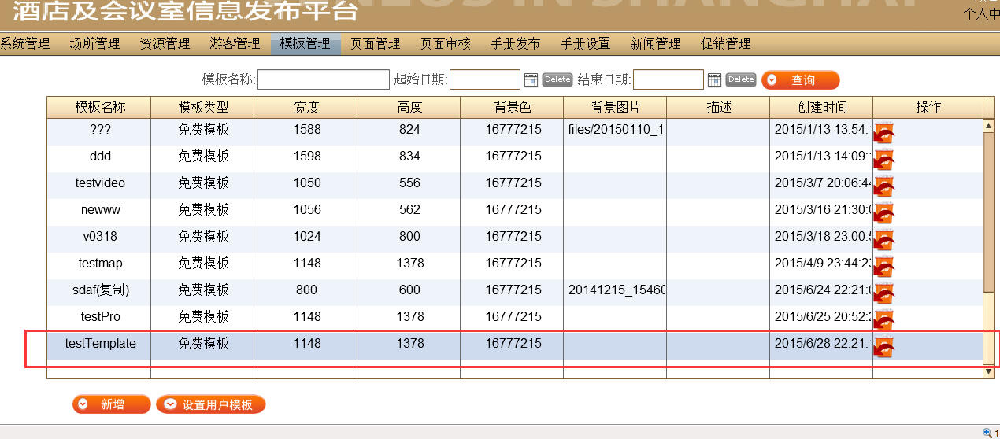 酒店及会议室信息发布平台
个人中
系统管理 场所管理 资源管理 游客管理 模板管理 页面管理 页面审核 手册发布 手册设置 新闻管理 促销管理
模板名称: 起始日期: Delete 结束日期: Delete 查询
模板名称 模板类型 宽度 高度 背景色 背景图片 描述 创建时间 操作
??? 免费模板 1588 824 16777215 files/20150110_1 2015/1/13 13:54:
ddd 免费模板 1598 834 16777215 2015/1/13 14:09:
testvideo 免费模板 1050 556 16777215 2015/3/7 20:06:44
newww 免费模板 1056 562 16777215 2015/3/16 21:30:0
v0318 免费模板 1024 800 16777215 2015/3/18 23:00:5
testmap 免费模板 1148 1378 16777215 2015/4/9 23:44:23
sdaf(复制) 免费模板 800 600 16777215 20141215_15460 2015/6/24 22:21:0
testPro 免费模板 1148 1378 16777215 2015/6/25 20:52:2
testTemplate 免费模板 1148 1378 16777215 2015/6/28 22:21:
新增 设置用户模板
1